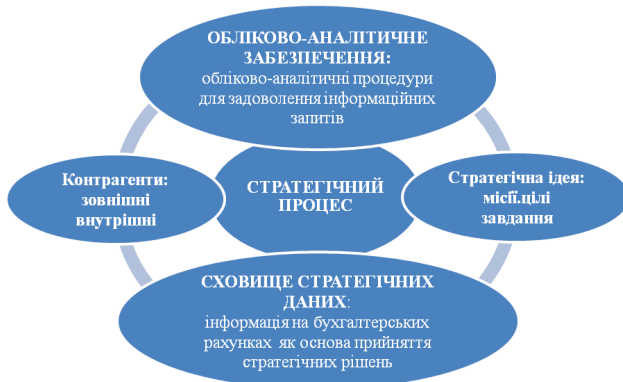 ОБЛІКОВО-АНАЛІТИЧНЕ
ЗАБЕЗПЕЧЕННЯ:
обліково-аналітичні процедури
для задоволення інформаційних
запитів
Контрагенти:
зовнішні
внутрішні
СТРАТЕГІЧНИЙ
ПРОЦЕС
Стратегічна ідея:
місії.цілі
завдання
СХОВИЩЕ СТРАТЕГІЧНИХ
ДАНИХ:
інформація на бухгалтерських
рахунках як основа прийняття
стратегічних рішень